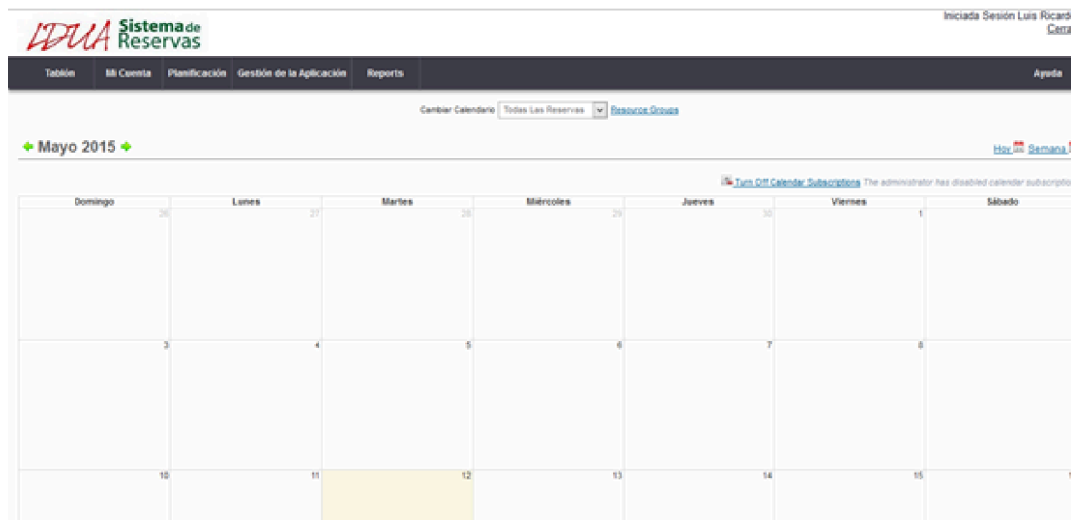 Iniciada Sesión Luis Ricard
LDUA Sistema de Reservas
Cerra
Tablón Mi Cuenta Planificación Gestión de la Aplicación Reports Ayuda
Cambiar Calendario Todas Las Reservas Resource Groups
Mayo 2015
Hoy Semana
Turn Off Calendar Subscriptions The administrator has disabled calendar subscriptio
Domingo Lunes Martes Miércoles Jueves Viernes Sábado
26 27 28 29 30 1
3 4 5 6 7 8
10 11 12 13 14 15 1